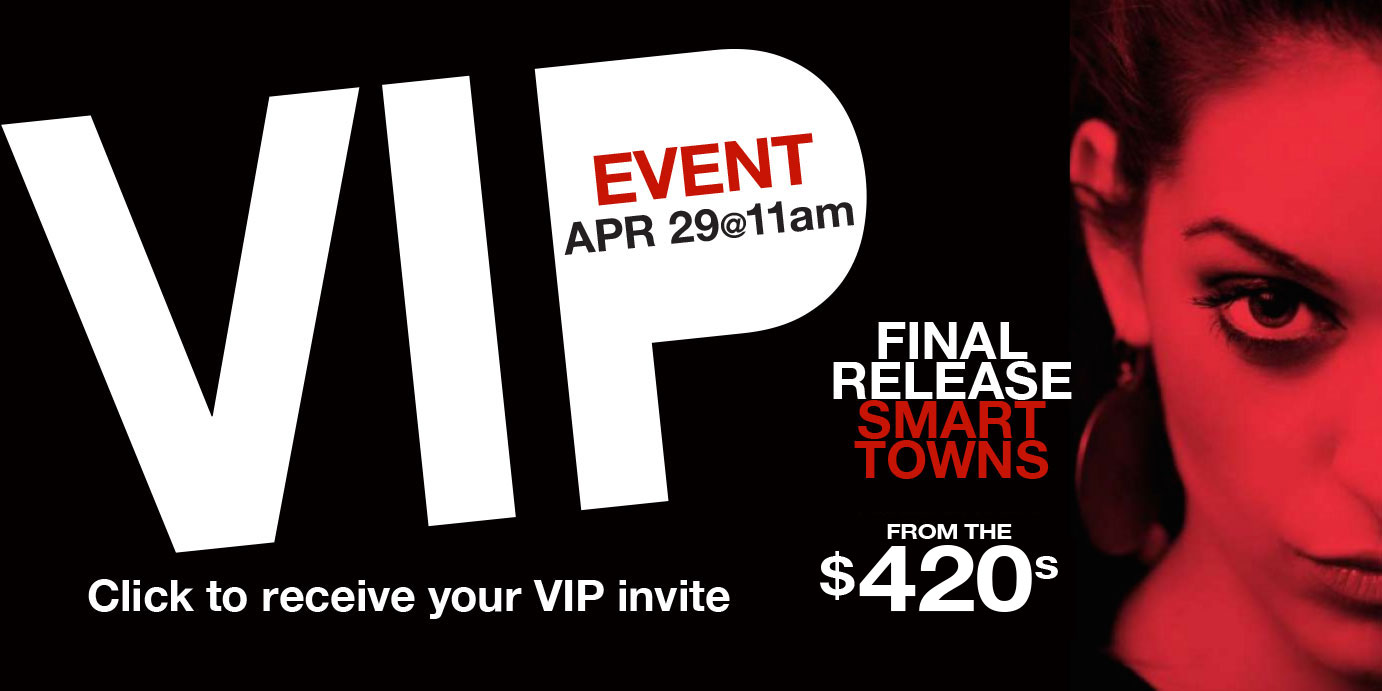 VIP
EVENT
APR 29@11am
FINAL
RELEASE
SMART
TOWNS
FROM THE
$420s
Click to receive your VIP invite